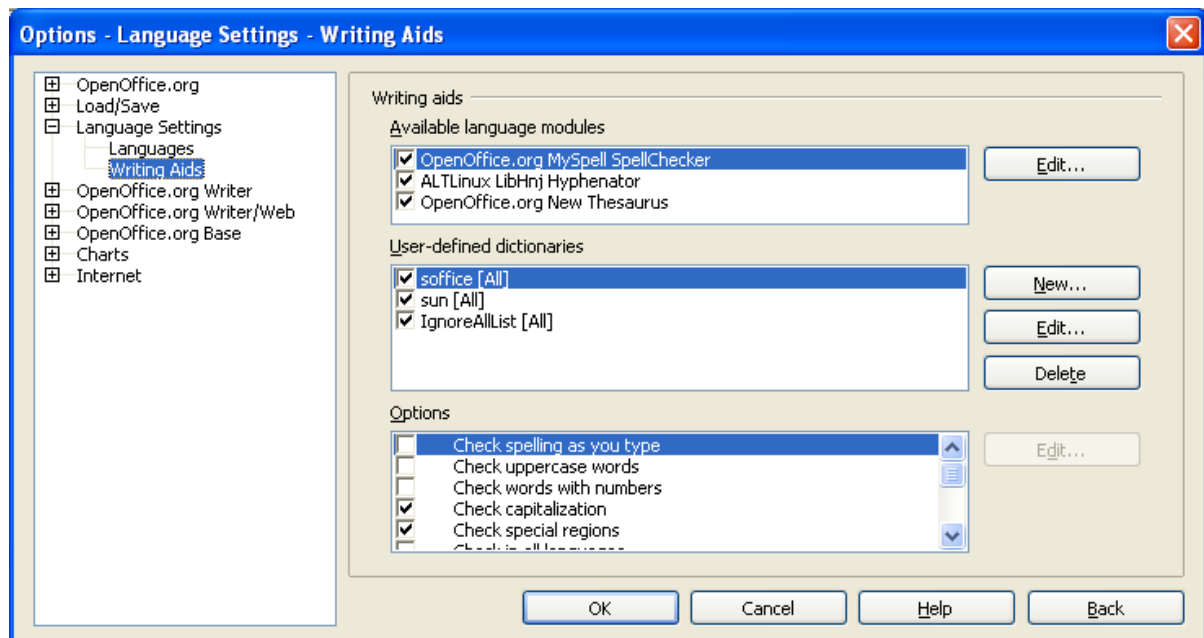 Options - Language Settings - Writing Aids
OpenOffice.org
Load/Save
Language Settings
Languages
Writing Aids
OpenOffice.org Writer
OpenOffice.org Writer/Web
OpenOffice.org Base
Charts
Internet
Writing aids
Available language modules
OpenOffice.org MySpell SpellChecker
ALTLinux LibHnj Hyphenator
OpenOffice.org New Thesaurus
Edit...
User-defined dictionaries
soffice [All]
sun [All]
IgnoreAllList [All]
New...
Edit...
Delete
Options
Check spelling as you type
Check uppercase words
Check words with numbers
Check capitalization
Check special regions
Check in all languages
Edit...
OK
Cancel
Help
Back